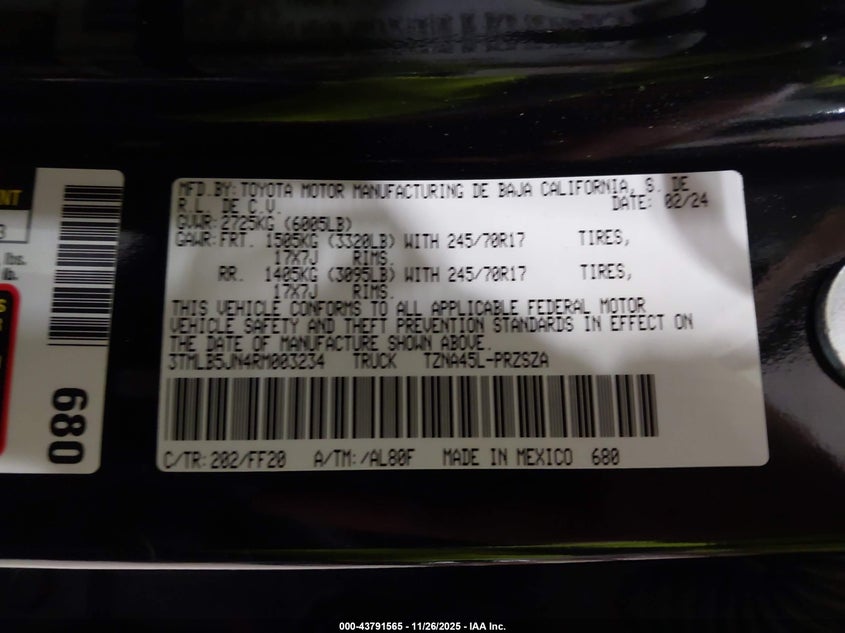 MFD.BY: TOYOTA MOTOR MANUFACTURING DE BAJA CALIFORNIA, S. DE
R.L. DE C.V. DATE: 02/24
GVWR: 2725KG (6005LB)
GAWR: FRT. 1505KG (3320LB) WITH 245/70R17 TIRES,
17X7J RIMS.
RR. 1405KG (3095LB) WITH 245/70R17 TIRES,
17X7J RIMS.
THIS VEHICLE CONFORMS TO ALL APPLICABLE FEDERAL MOTOR
VEHICLE SAFETY AND THEFT PREVENTION STANDARDS IN EFFECT ON
THE DATE OF MANUFACTURE SHOWN ABOVE.
3TMLB5JN4RM003234 TRUCK TZNA45L-PRZSZA
C/TR: 202/FF20 A/TM: /AL80F MADE IN MEXICO 680
lbs.
lb.
680
000-43791565 • 11/26/2025 • IAA Inc.